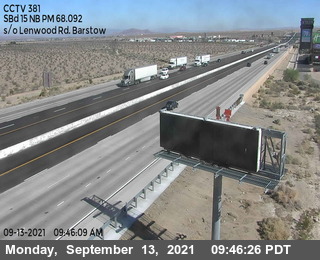 CCTV 381
SBd 15 NB PM 68.092
s/o Lenwood Rd. Barstow
09-13-2021 09:46:09 AM
Monday, September 13, 2021 09:46:26 PDT